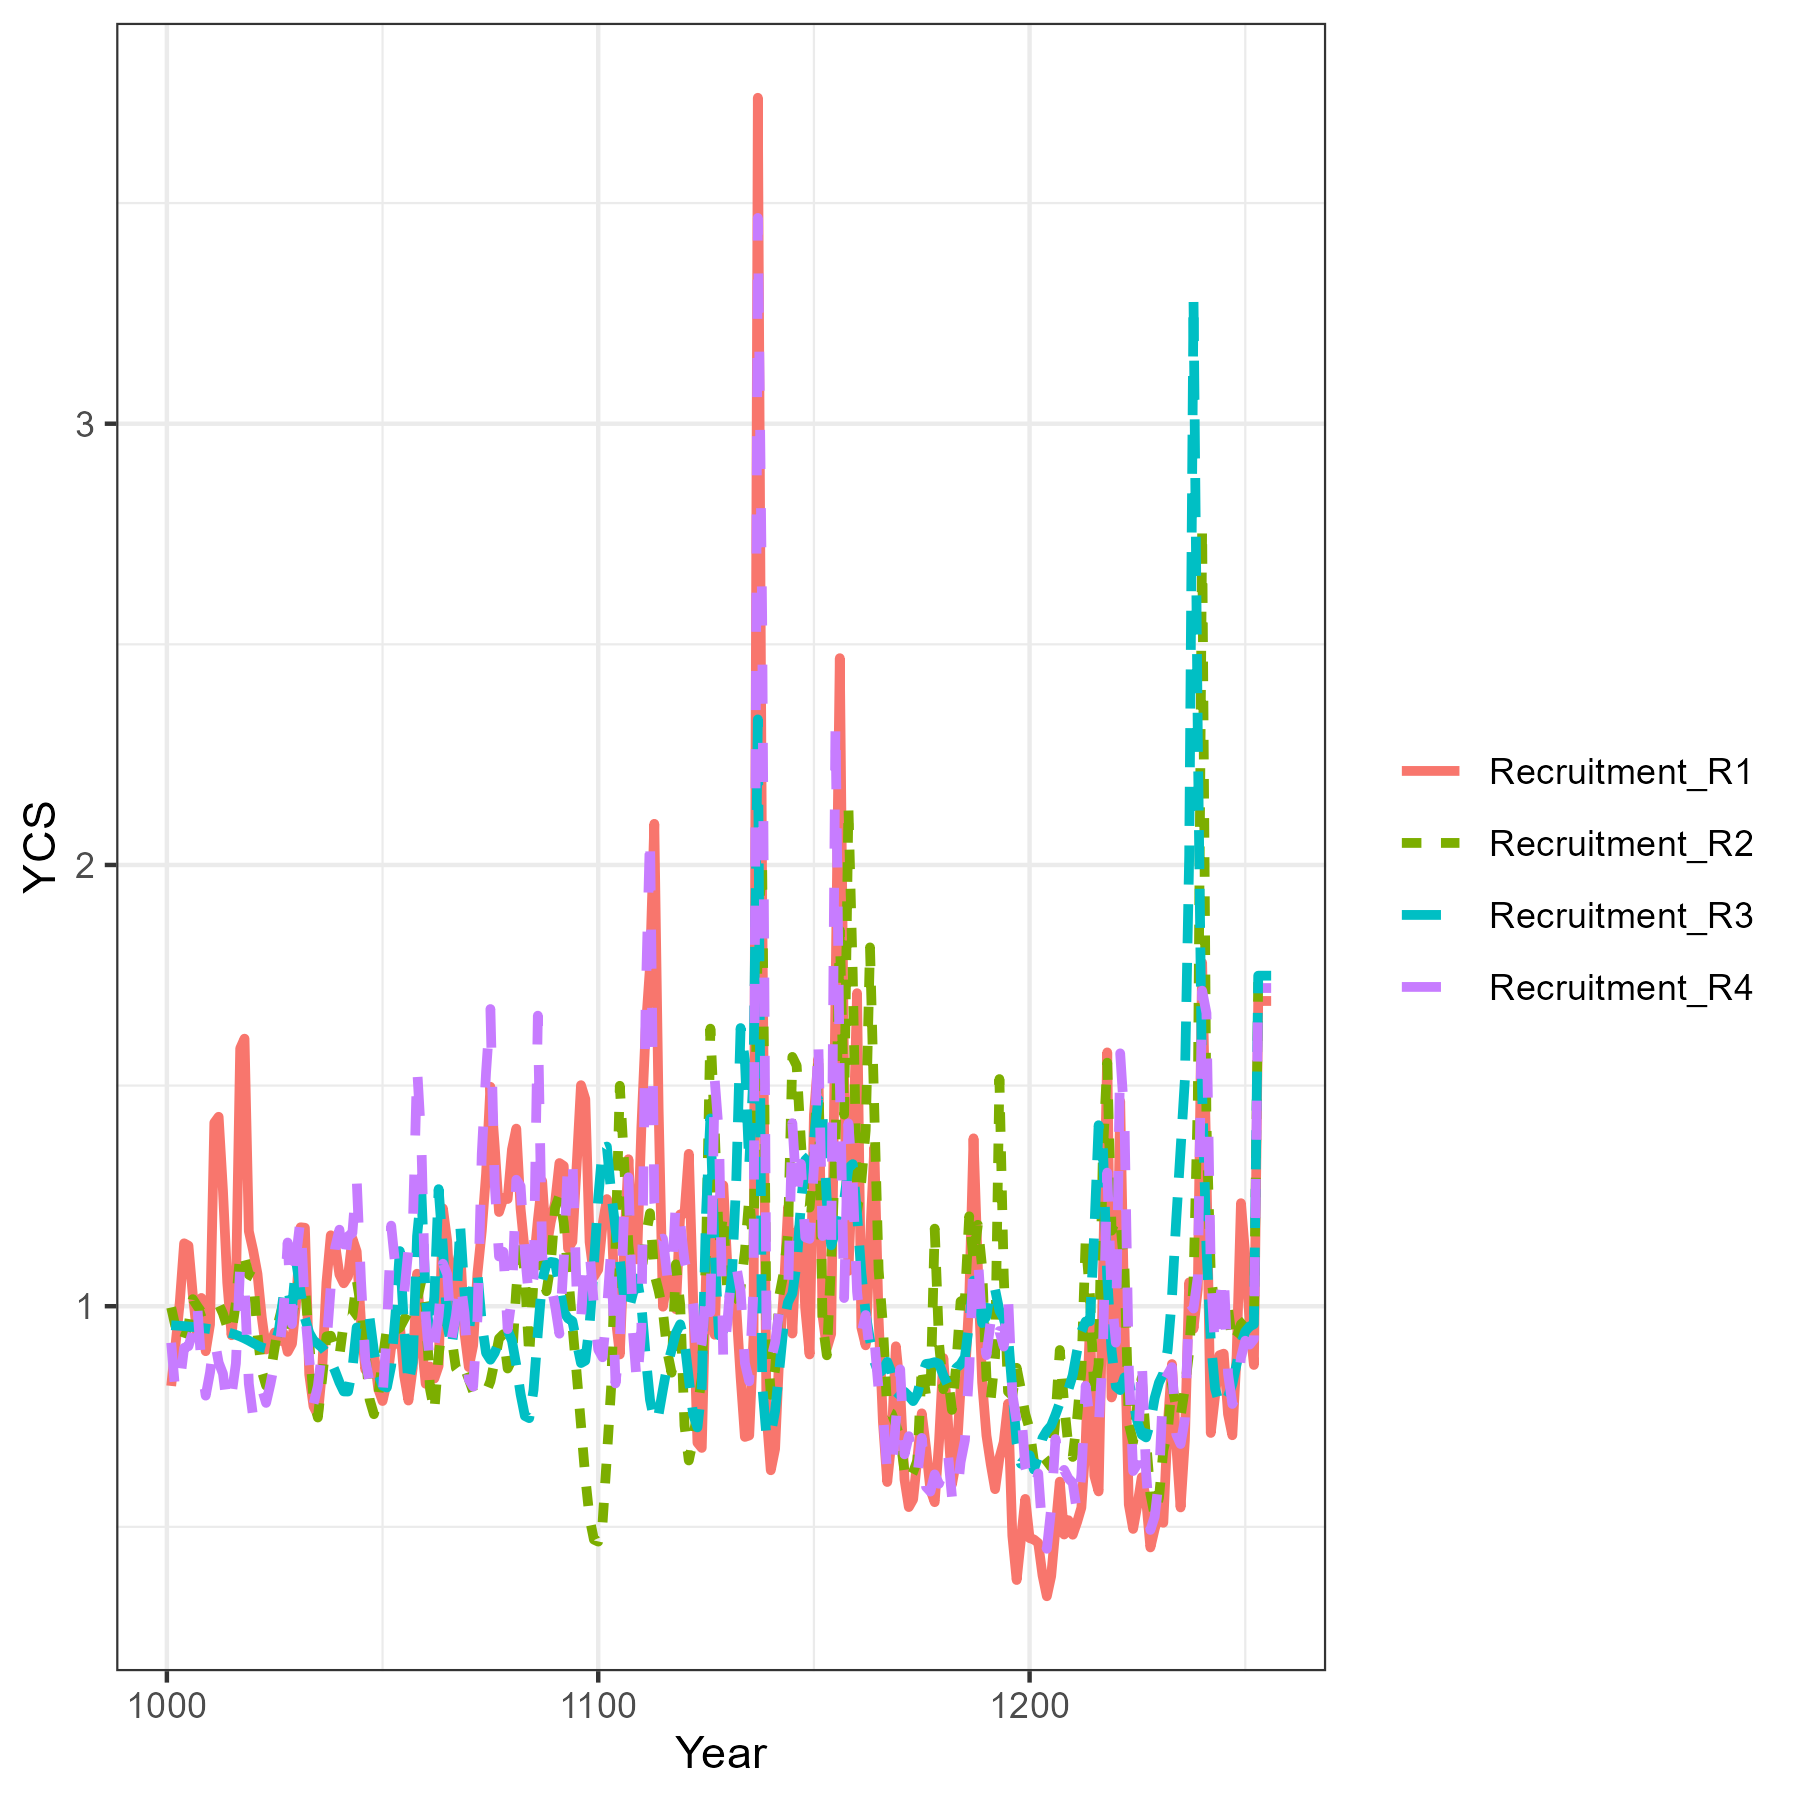 YCS
3
2
1
1000
1100
1200
Year
Recruitment_R1
Recruitment_R2
Recruitment_R3
Recruitment_R4